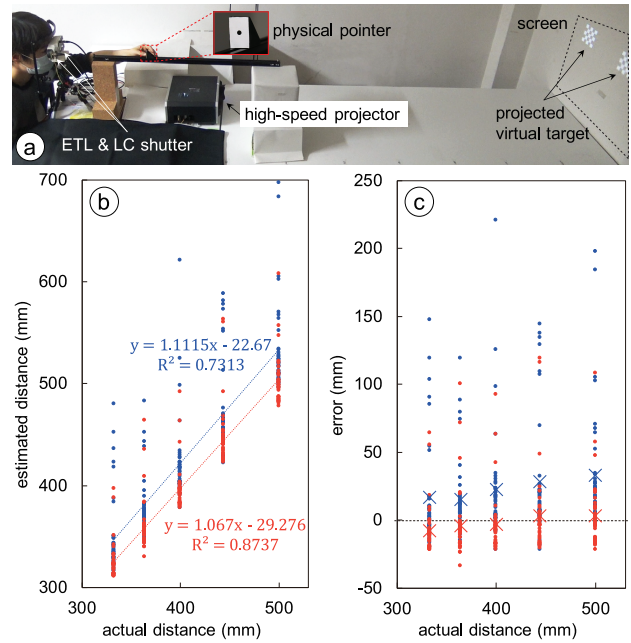 physical pointer
screen
high-speed projector
projected
virtual target
ETL & LC shutter
a
b
700
600
500
400
300
estimated distance (mm)
y = 1.1115x - 22.67
R² = 0.7313
y = 1.067x - 29.276
R² = 0.8737
300
400
500
actual distance (mm)
c
250
200
150
100
50
0
-50
error (mm)
300
400
500
actual distance (mm)